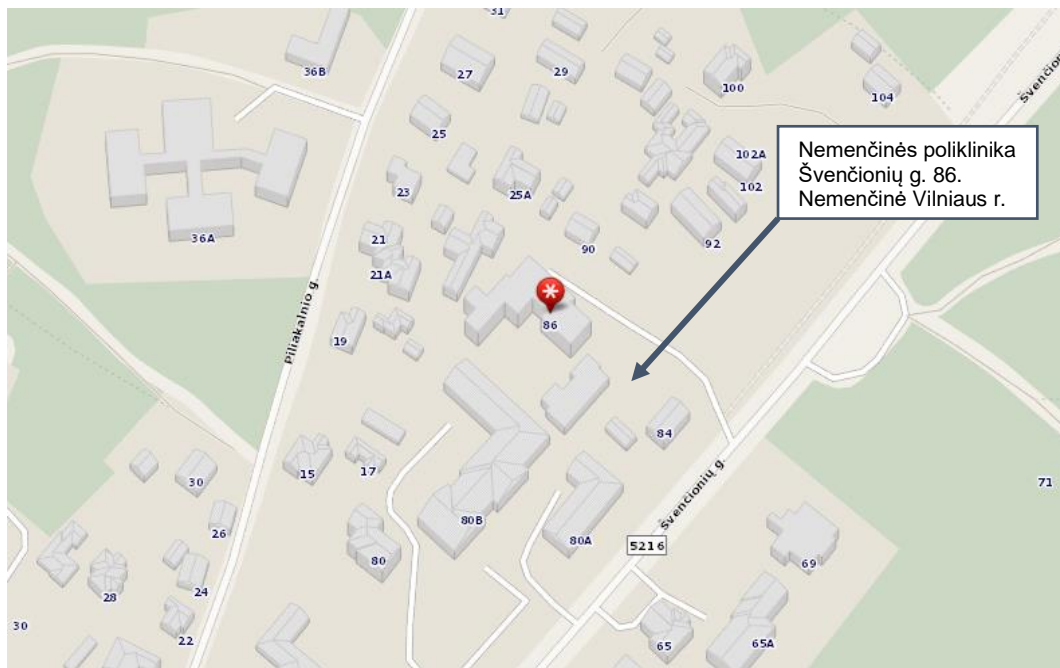 31
36B
27
29
100
104
Švenčion
25
102A
102
23
25A
Nemenčinės poliklinika
Švenčionių g. 86.
Nemenčinė Vilniaus r.
36A
21
21A
90
92
Piliakalnio g.
19
86
84
15
17
30
71
Švenčionių g.
80B
80A
26
80
5216
69
28
24
30
22
65
65A